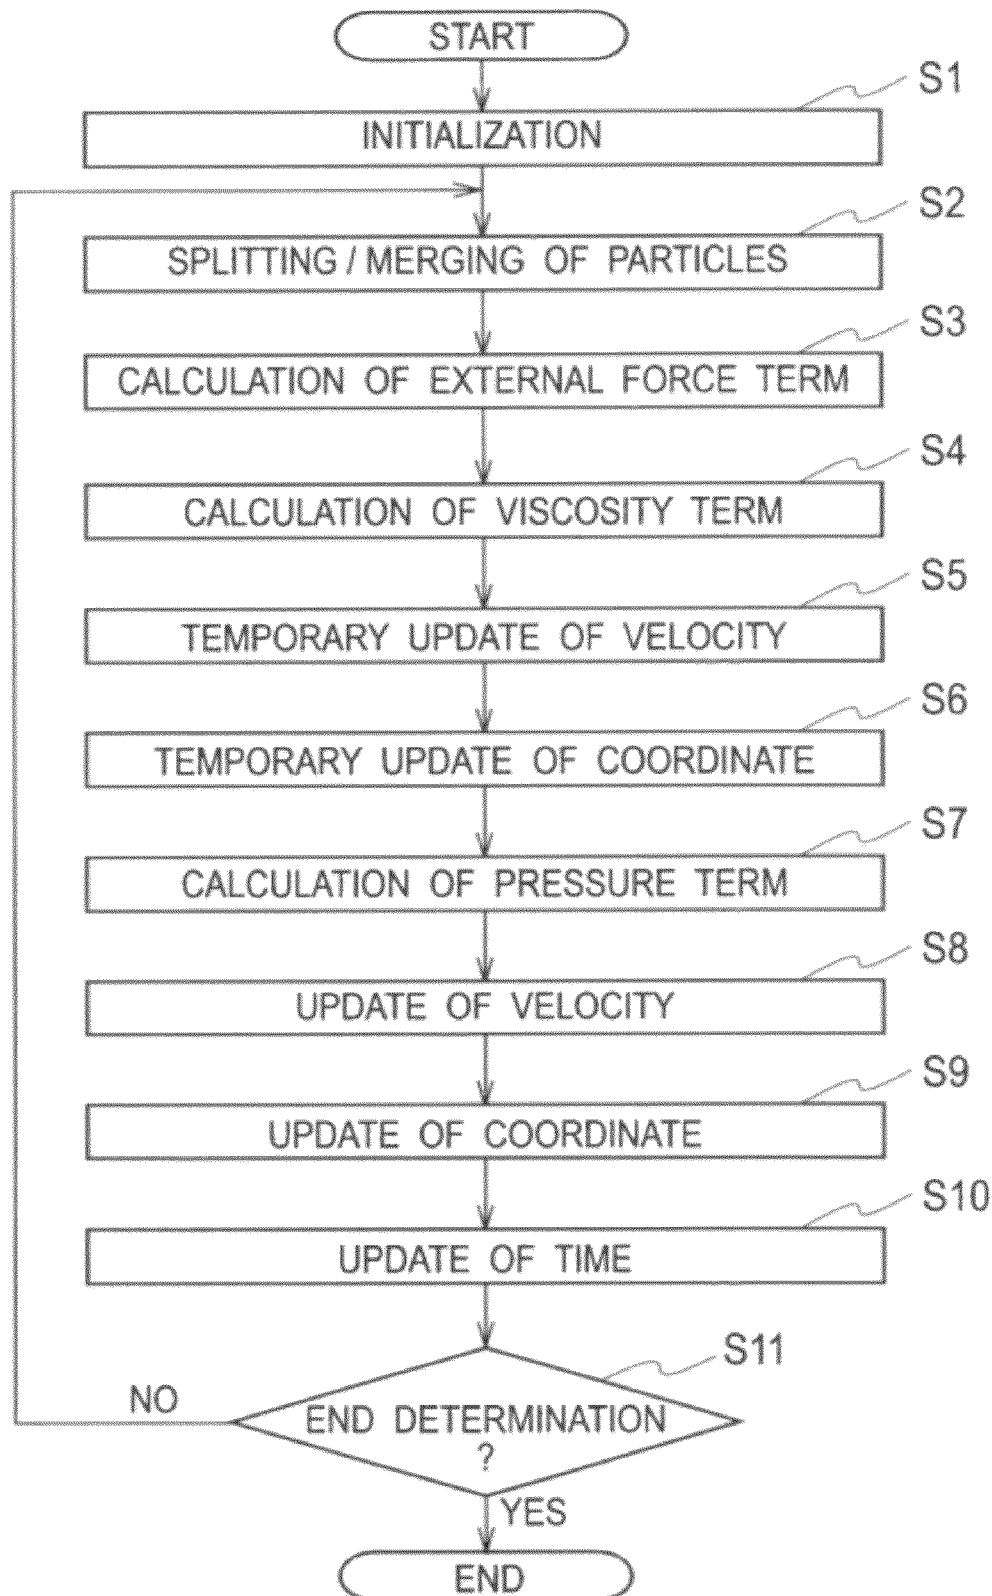 START
S1
INITIALIZATION
S2
SPLITTING / MERGING OF PARTICLES
S3
CALCULATION OF EXTERNAL FORCE TERM
S4
CALCULATION OF VISCOSITY TERM
S5
TEMPORARY UPDATE OF VELOCITY
S6
TEMPORARY UPDATE OF COORDINATE
S7
CALCULATION OF PRESSURE TERM
S8
UPDATE OF VELOCITY
S9
UPDATE OF COORDINATE
S10
UPDATE OF TIME
S11
NO
END DETERMINATION
?
YES
END